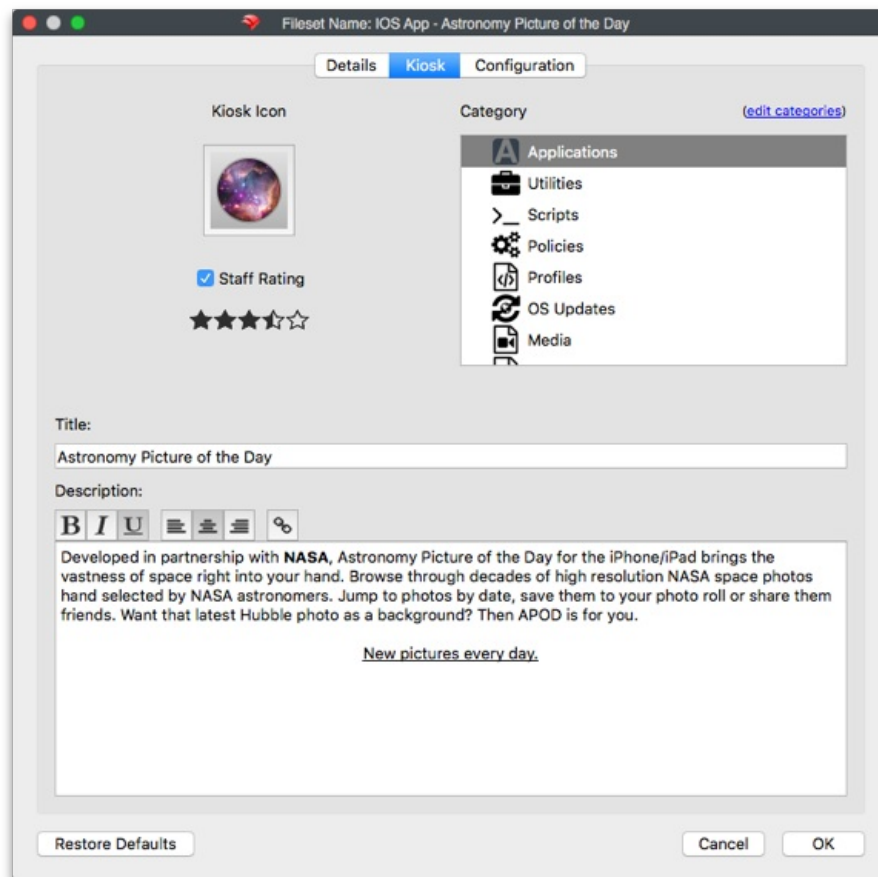 Fileset Name: IOS App - Astronomy Picture of the Day
Details Kiosk Configuration
Kiosk Icon
Category (edit categories)
Applications
Utilities
Scripts
Policies
Profiles
OS Updates
Media
Staff Rating
Title:
Astronomy Picture of the Day
Description:
B I U
Developed in partnership with NASA, Astronomy Picture of the Day for the iPhone/iPad brings the
vastness of space right into your hand. Browse through decades of high resolution NASA space photos
hand selected by NASA astronomers. Jump to photos by date, save them to your photo roll or share them
friends. Want that latest Hubble photo as a background? Then APOD is for you.
New pictures every day.
Restore Defaults Cancel OK